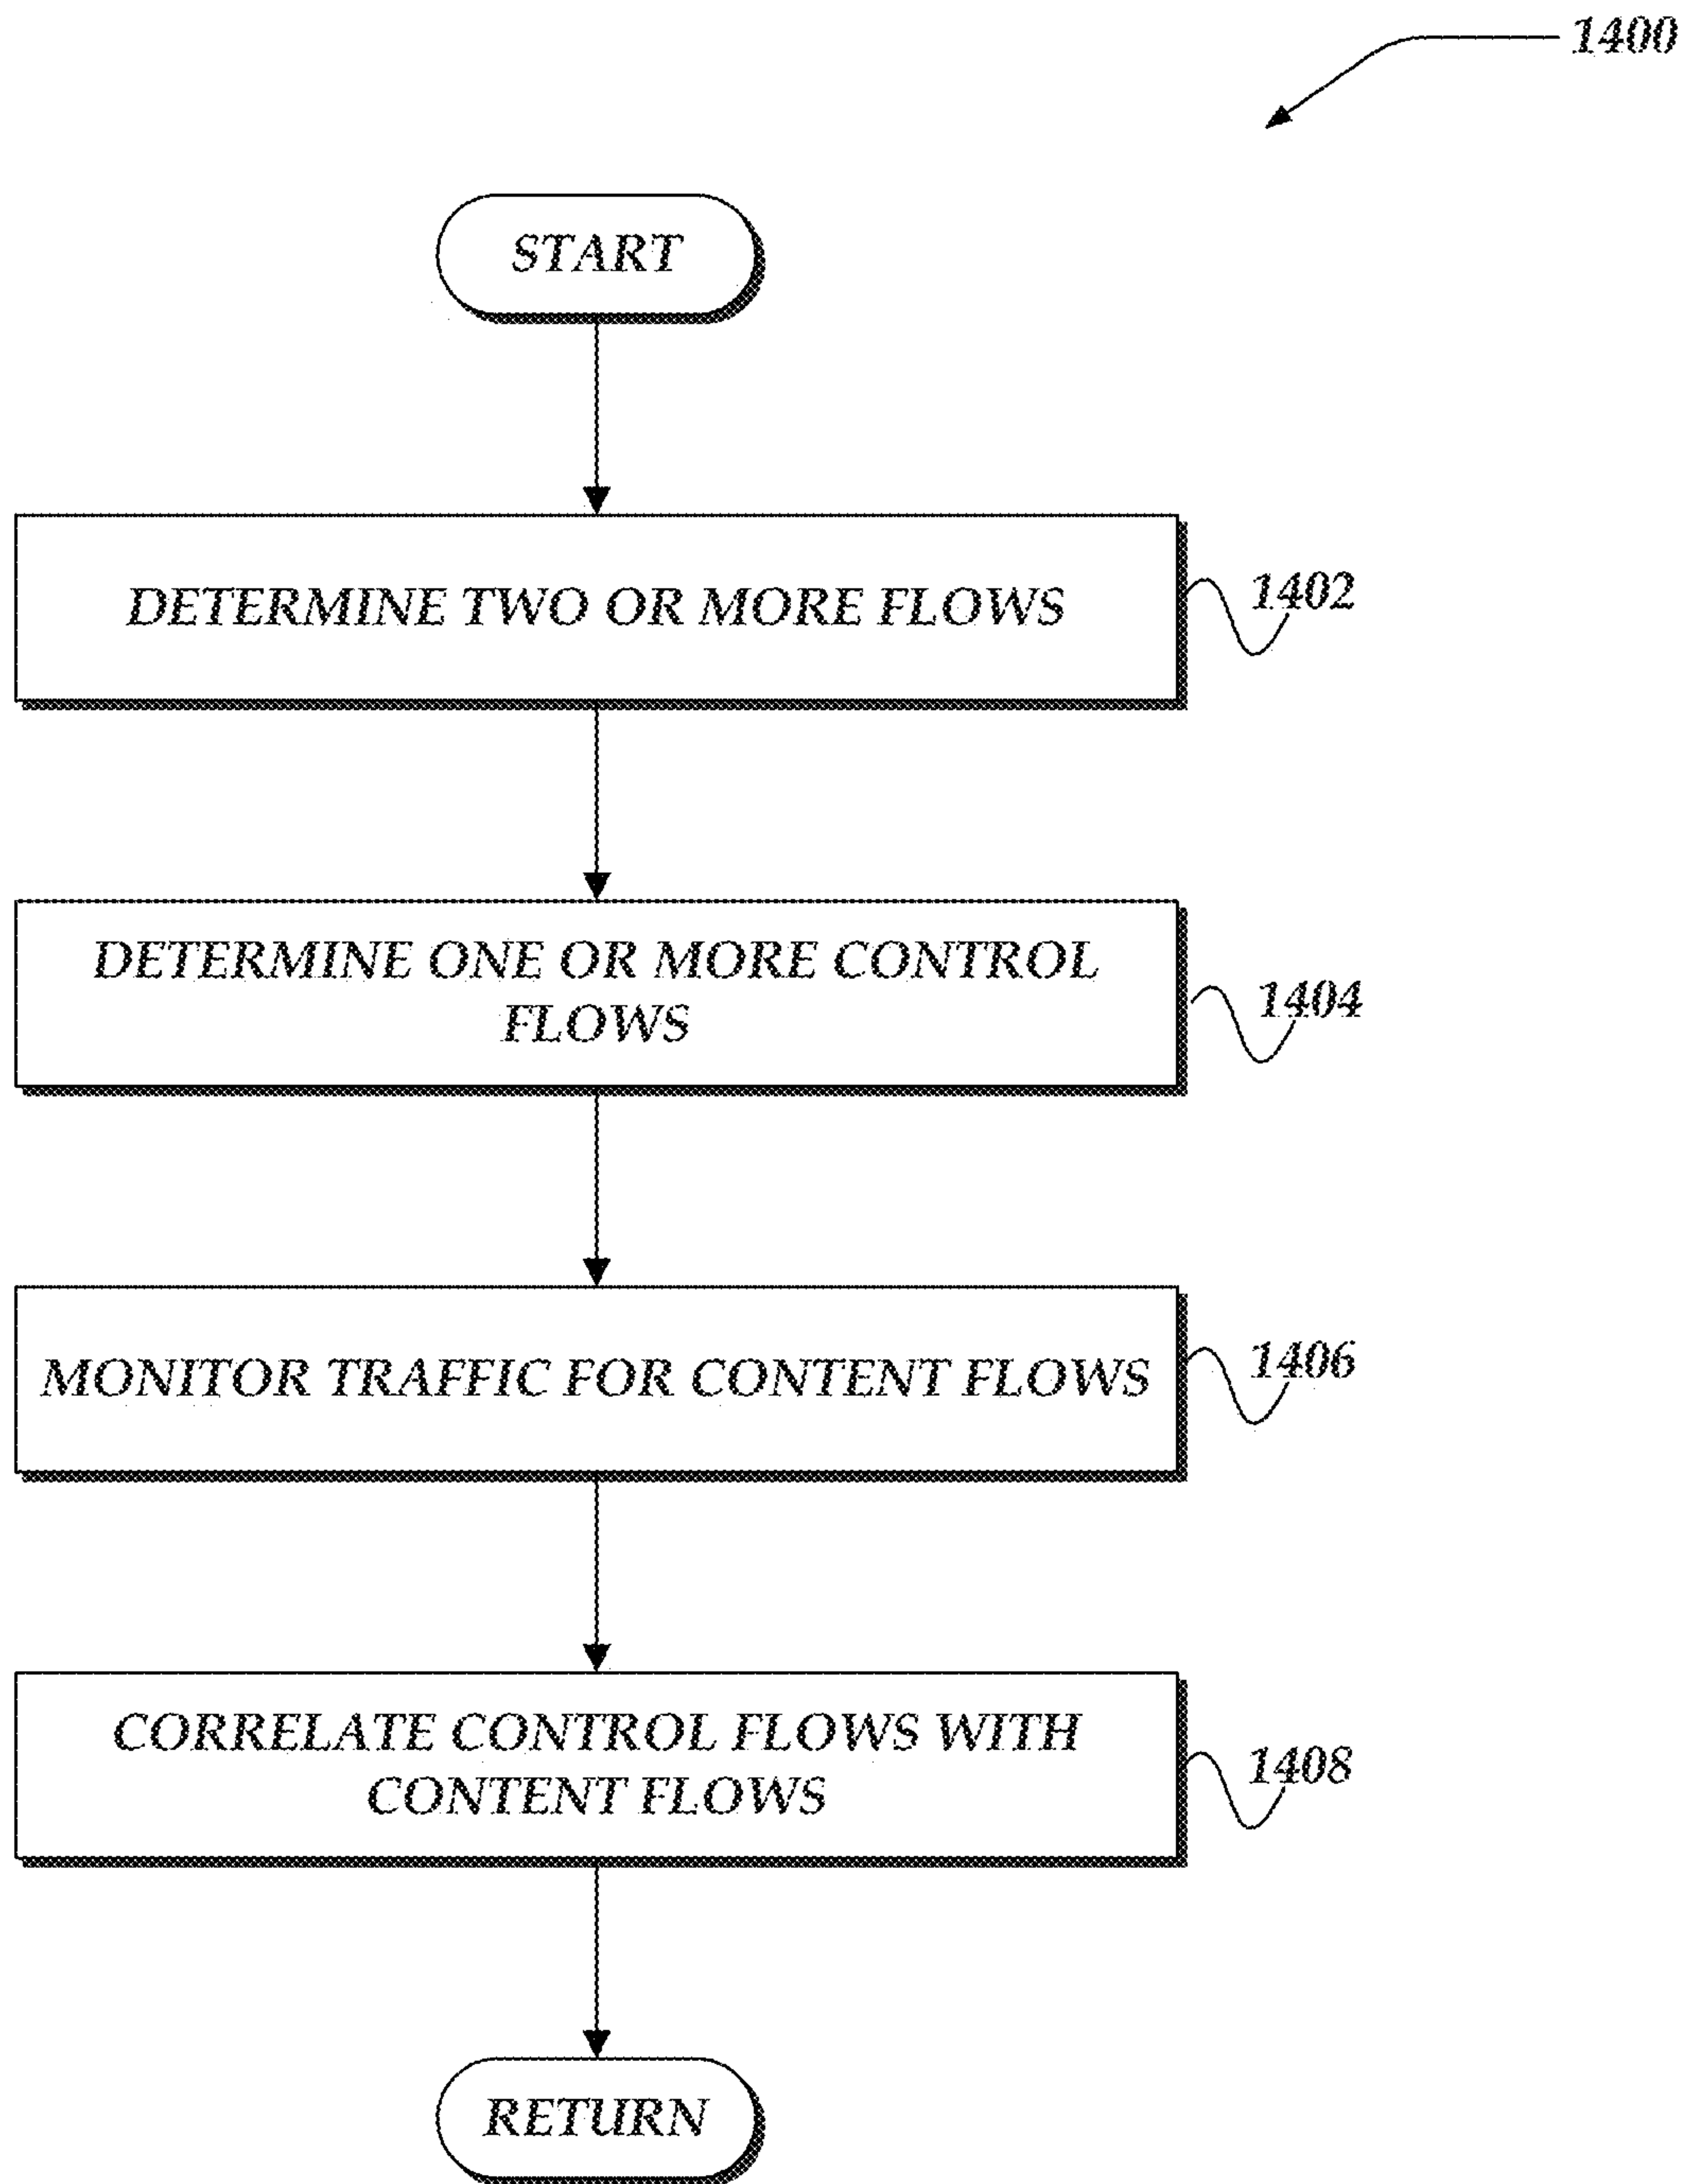 1400
START
DETERMINE TWO OR MORE FLOWS
1402
DETERMINE ONE OR MORE CONTROL
FLOWS
1404
MONITOR TRAFFIC FOR CONTENT FLOWS
1406
CORRELATE CONTROL FLOWS WITH
CONTENT FLOWS
1408
RETURN